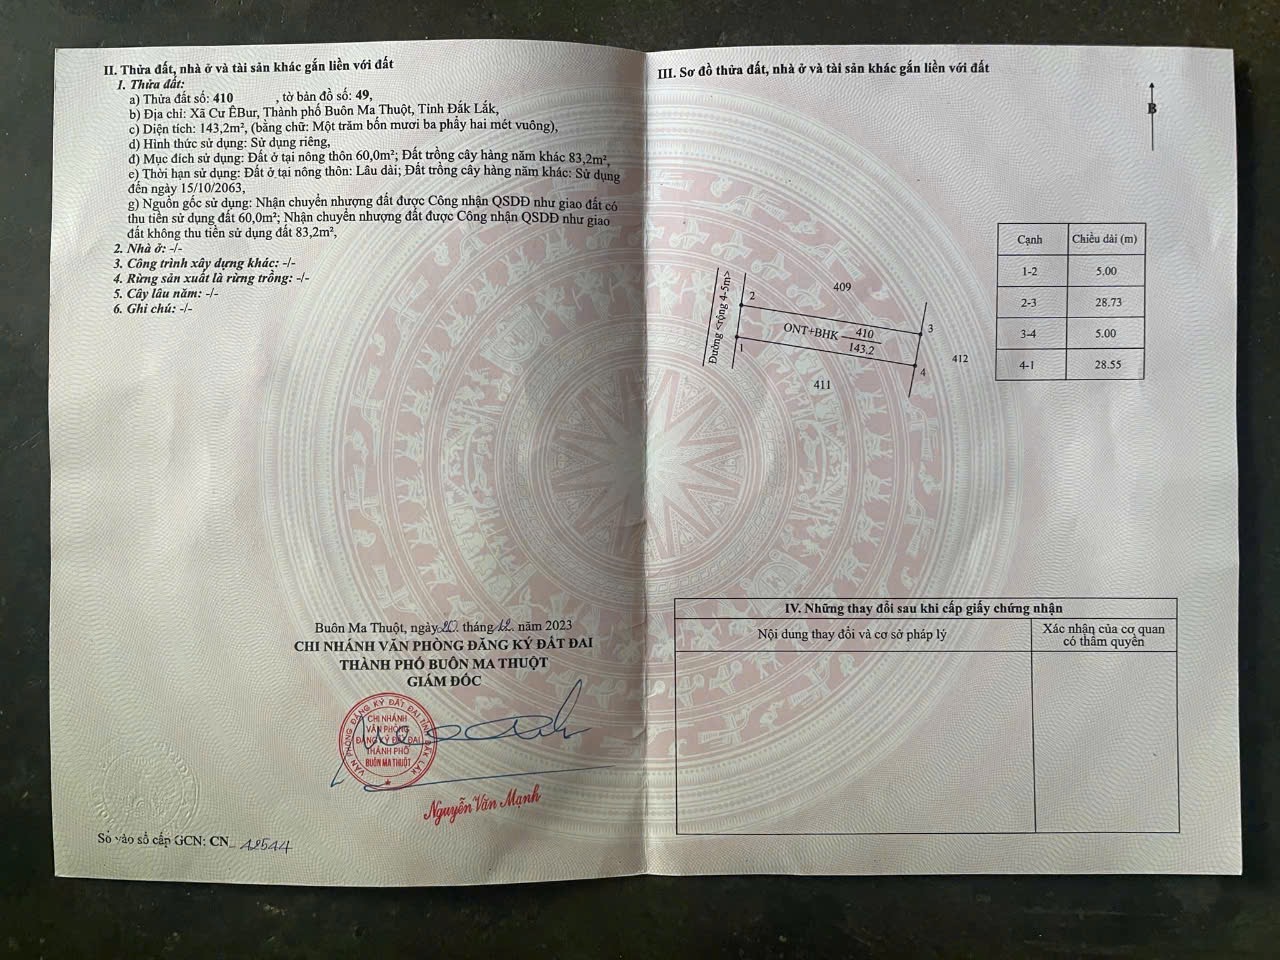 II. Thửa đất, nhà ở và tài sản khác gắn liền với đất
1. Thửa đất:
a) Thửa đất số: 410 , tờ bản đồ số: 49,
b) Địa chỉ: Xã Cư ÊBur, Thành phố Buôn Ma Thuột, Tỉnh Đắk Lắk,
c) Diện tích: 143,2m², (bằng chữ: Một trăm bốn mươi ba phẩy hai mét vuông),
d) Hình thức sử dụng: Sử dụng riêng,
đ) Mục đích sử dụng: Đất ở tại nông thôn 60,0m²; Đất trồng cây hàng năm khác 83,2m²,
e) Thời hạn sử dụng: Đất ở tại nông thôn: Lâu dài; Đất trồng cây hàng năm khác: Sử dụng
đến ngày 15/10/2063,
g) Nguồn gốc sử dụng: Nhận chuyển nhượng đất được Công nhận QSDĐ như giao đất có
thu tiền sử dụng đất 60,0m²; Nhận chuyển nhượng đất được Công nhận QSDĐ như giao
đất không thu tiền sử dụng đất 83,2m²,
2. Nhà ở: -/-
3. Công trình xây dựng khác: -/-
4. Rừng sản xuất là rừng trồng: -/-
5. Cây lâu năm: -/-
6. Ghi chú: -/-
Buôn Ma Thuột, ngày 20. tháng 12. năm 2023
CHI NHÁNH VĂN PHÒNG ĐĂNG KÝ ĐẤT ĐAI
THÀNH PHỐ BUÔN MA THUỘT
GIÁM ĐỐC
VĂN PHÒNG ĐĂNG KÝ ĐẤT ĐAI TỈNH ĐẮK LẮK
CHI NHÁNH
VĂN PHÒNG
ĐĂNG KÝ ĐẤT ĐAI
THÀNH PHỐ
BUÔN MA THUỘT
Nguyễn Văn Mạnh
Số vào sổ cấp GCN: CN 12544
III. Sơ đồ thửa đất, nhà ở và tài sản khác gắn liền với đất
B
Đường <rộng 4-5m>
2
409
3
ONT+BHK 410
143.2
1
4
412
411
Cạnh Chiều dài (m)
1-2 5.00
2-3 28.73
3-4 5.00
4-1 28.55
IV. Những thay đổi sau khi cấp giấy chứng nhận
Nội dung thay đổi và cơ sở pháp lý
Xác nhận của cơ quan
có thẩm quyền